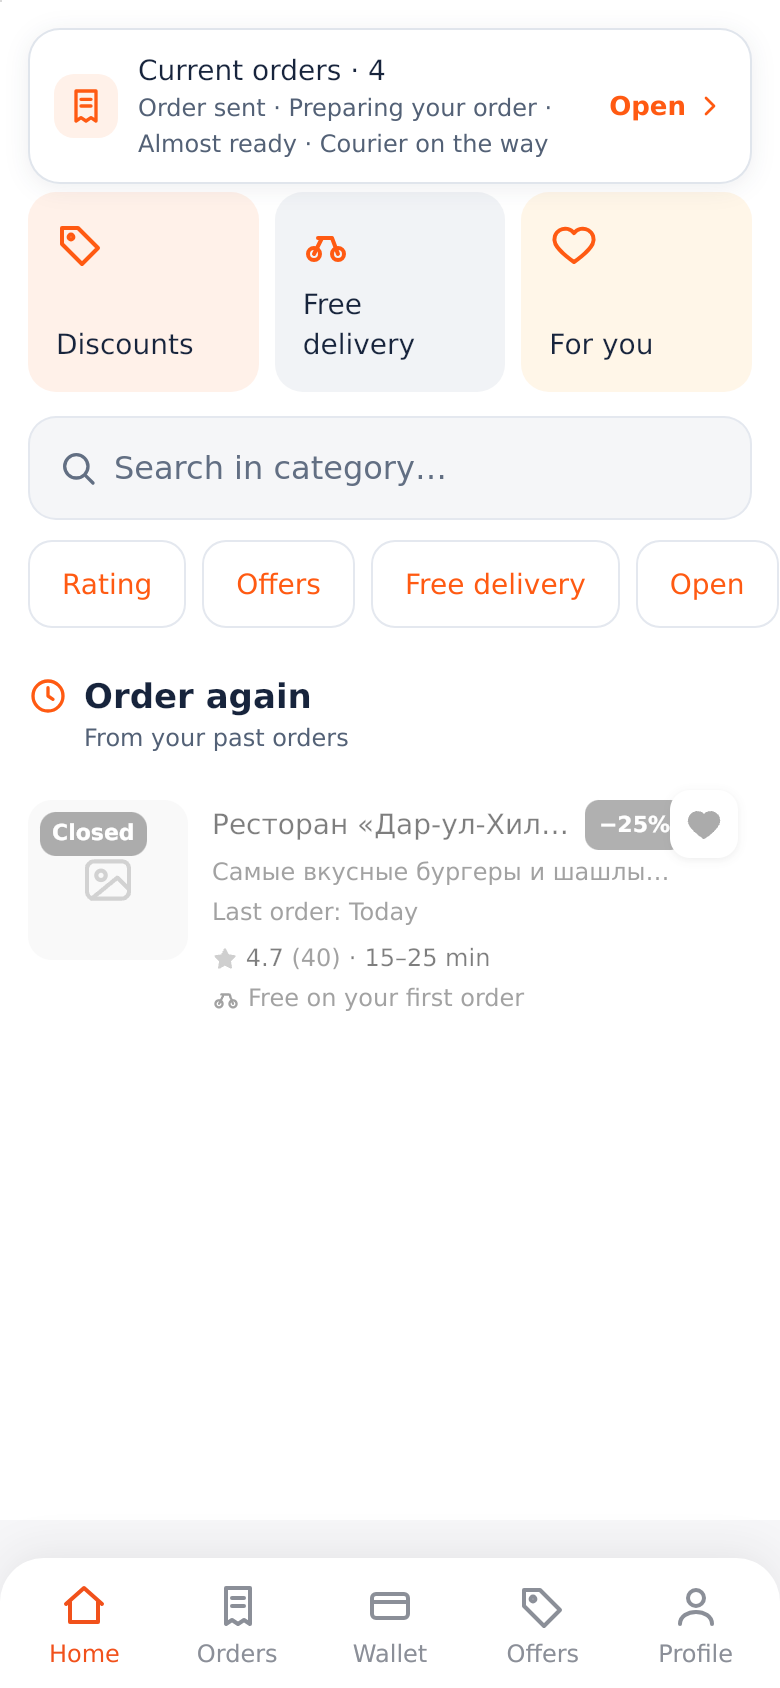 Current orders · 4
Order sent · Preparing your order ·
Almost ready · Courier on the way
Open
Discounts
Free
delivery
For you
Search in category...
Rating
Offers
Free delivery
Open
Order again
From your past orders
Closed
Ресторан «Дар-ул-Хил...
−25%
Самые вкусные бургеры и шашлы...
Last order: Today
4.7 (40) · 15–25 min
Free on your first order
Home
Orders
Wallet
Offers
Profile